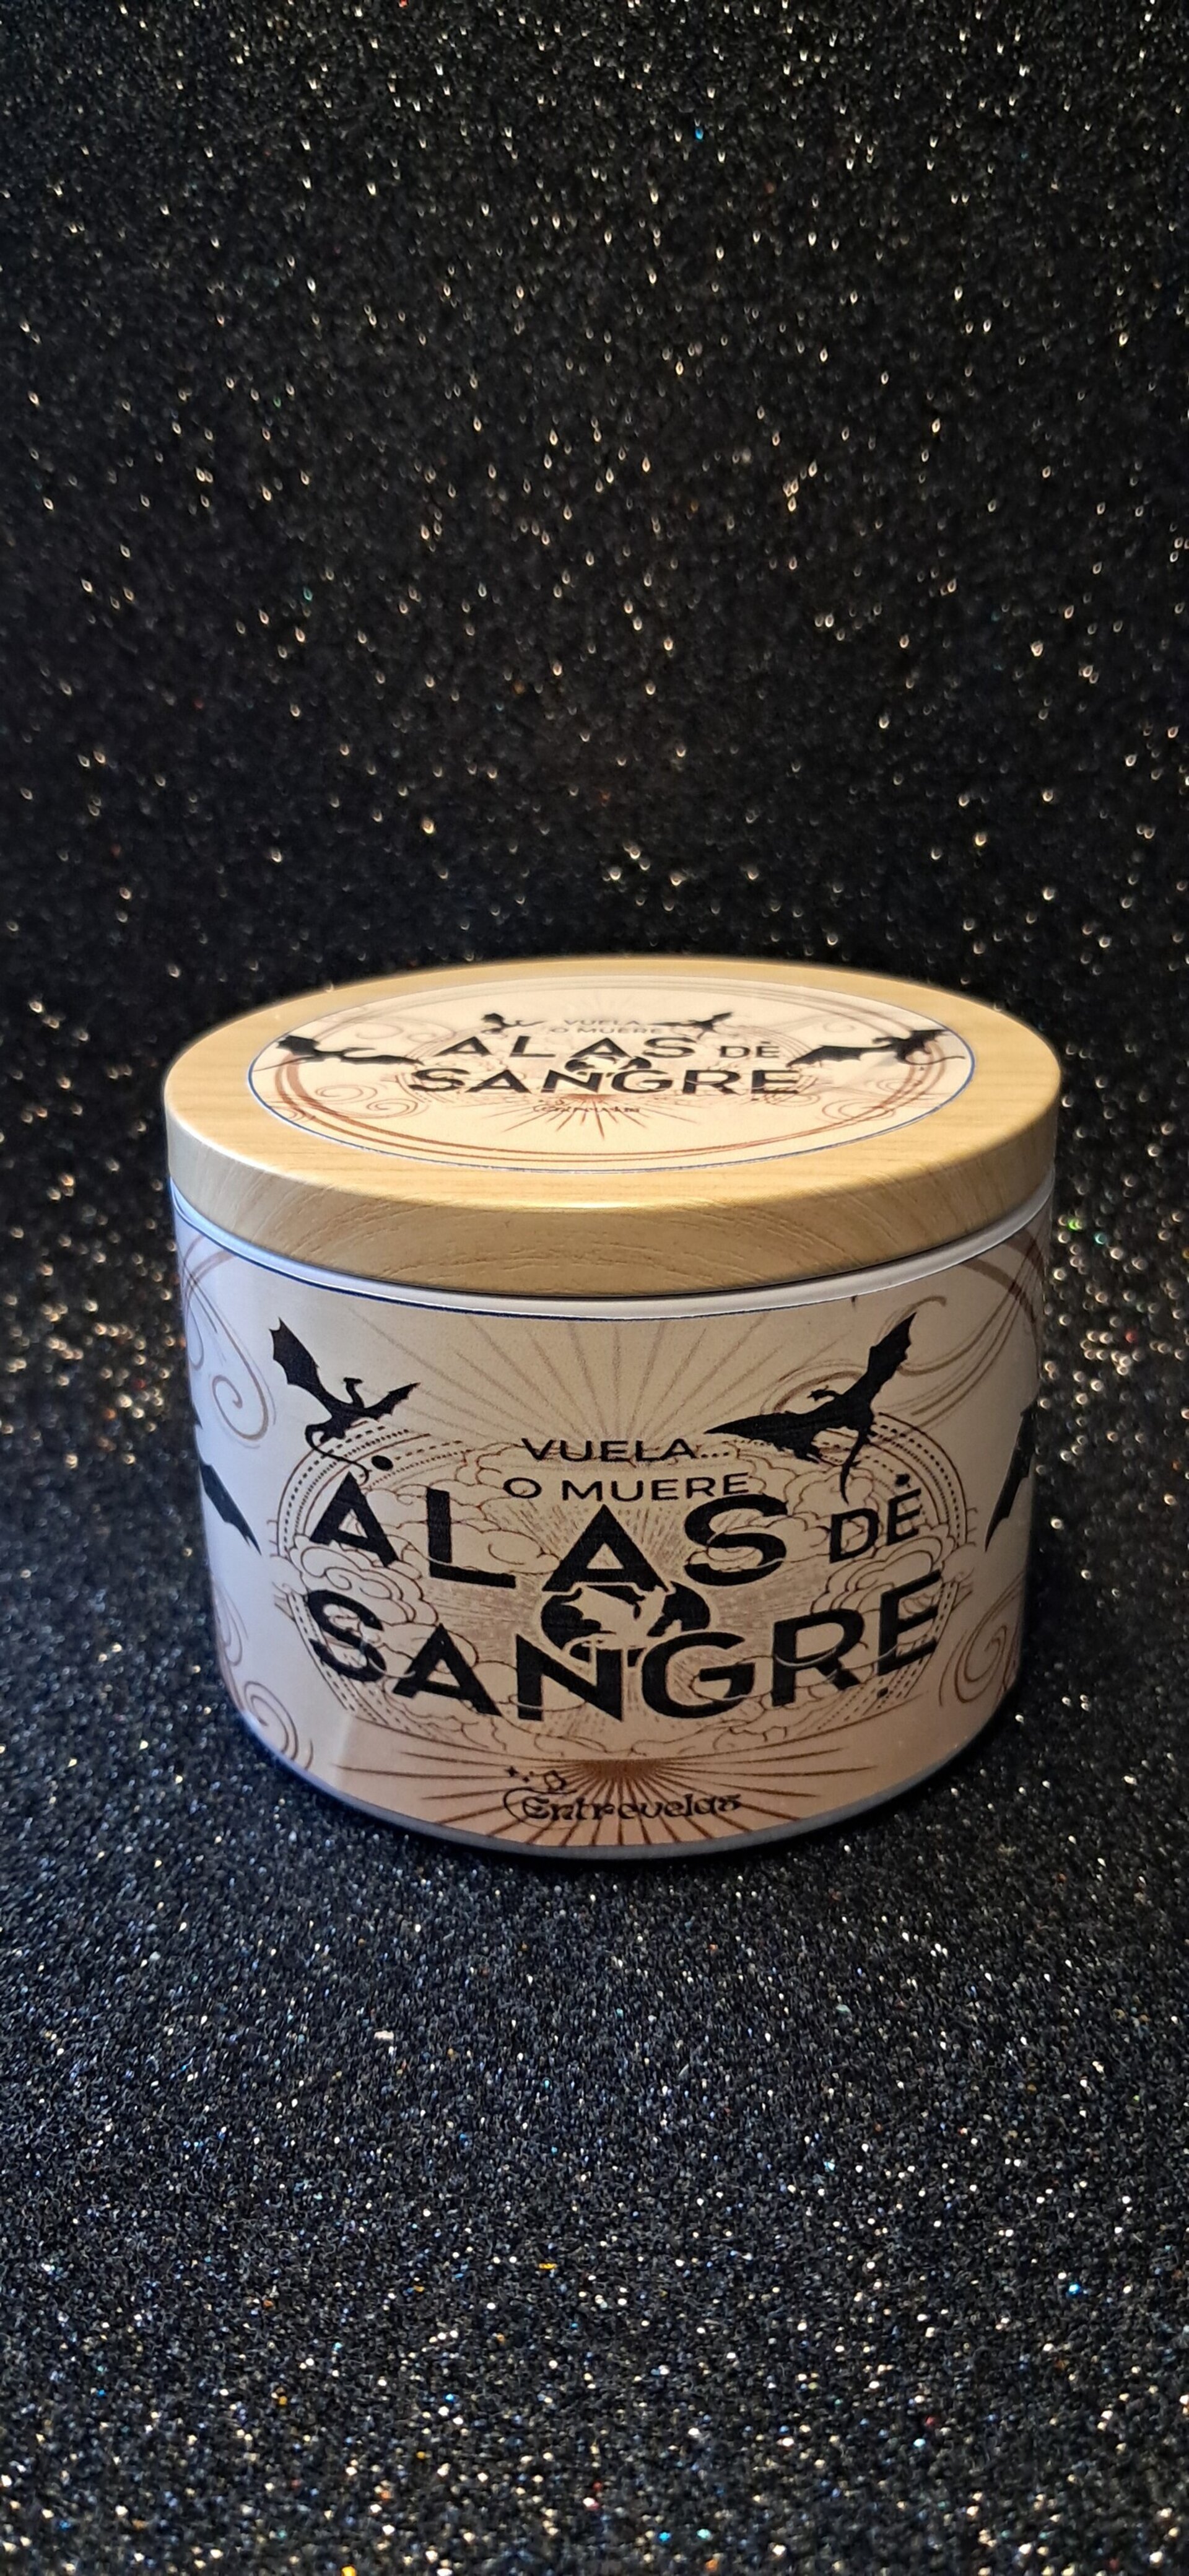 VUELA
O MUERE
ALAS DE
SANGRE
VUELA...
O MUERE
ALAS DE
SANGRE
Entrevelas